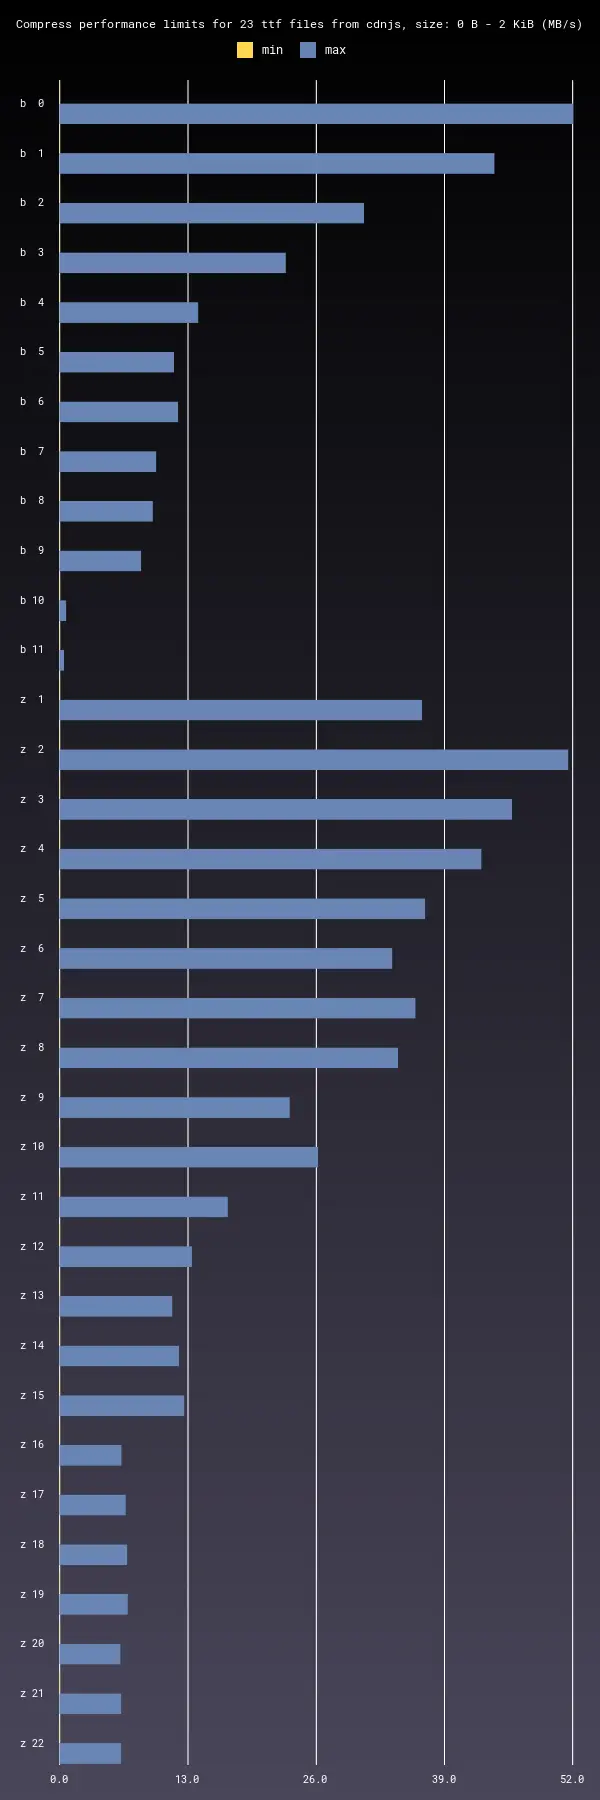 Compress performance limits for 23 ttf files from cdnjs, size: 0 B - 2 KiB (MB/s)
min max
b 0
b 1
b 2
b 3
b 4
b 5
b 6
b 7
b 8
b 9
b 10
b 11
z 1
z 2
z 3
z 4
z 5
z 6
z 7
z 8
z 9
z 10
z 11
z 12
z 13
z 14
z 15
z 16
z 17
z 18
z 19
z 20
z 21
z 22
0.0 13.0 26.0 39.0 52.0